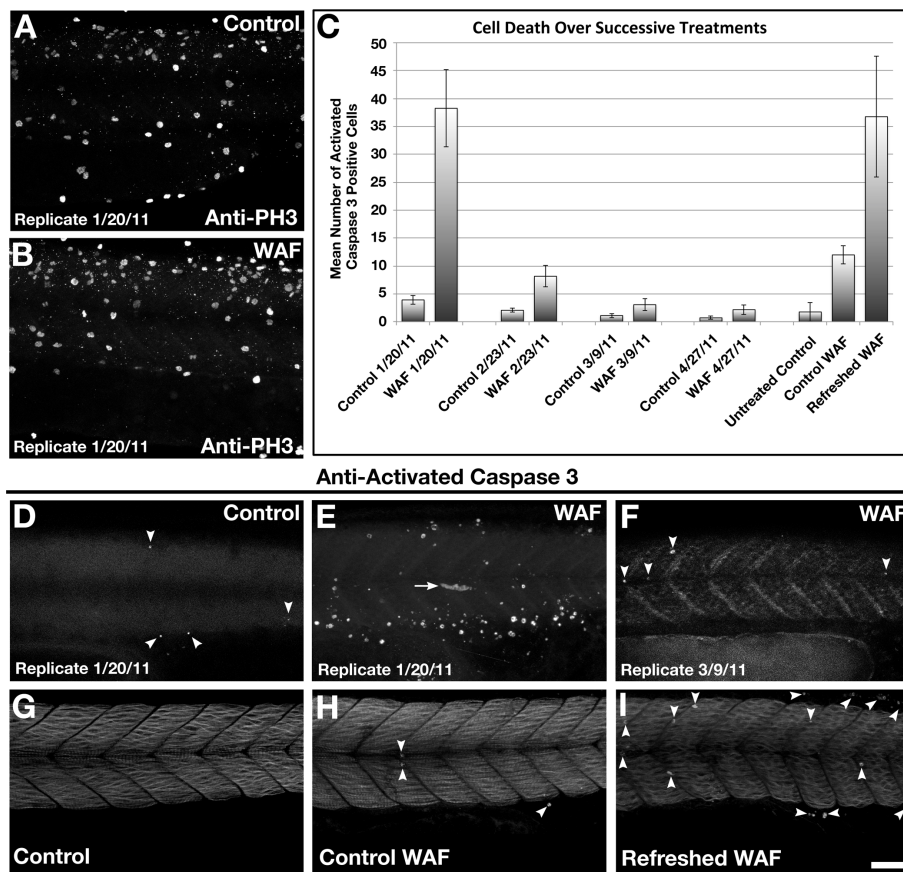 A
Control
Replicate 1/20/11
Anti-PH3
B
WAF
Replicate 1/20/11
Anti-PH3
C
Cell Death Over Successive Treatments
Mean Number of Activated
Caspase 3 Positive Cells
50
45
40
35
30
25
20
15
10
5
0
Control 1/20/11
WAF 1/20/11
Control 2/23/11
WAF 2/23/11
Control 3/9/11
WAF 3/9/11
Control 4/27/11
WAF 4/27/11
Untreated Control
Control WAF
Refreshed WAF
Anti-Activated Caspase 3
D
Control
Replicate 1/20/11
E
WAF
Replicate 1/20/11
F
WAF
Replicate 3/9/11
G
Control
H
Control WAF
I
Refreshed WAF